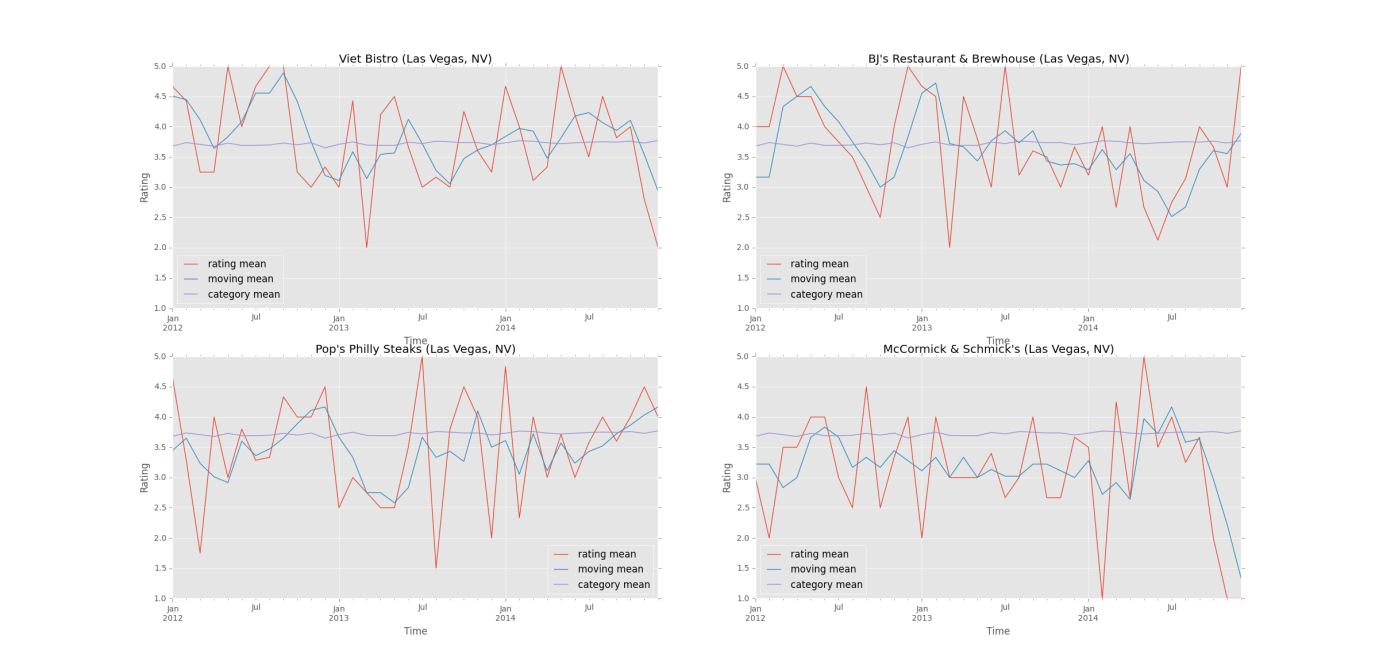 Viet Bistro (Las Vegas, NV)
5.0
4.5
4.0
3.5
3.0
2.5
2.0
1.5
1.0
Rating
rating mean
moving mean
category mean
Jan
2012
Jul
Jan
2013
Jul
Jan
2014
Jul
Time
BJ's Restaurant & Brewhouse (Las Vegas, NV)
5.0
4.5
4.0
3.5
3.0
2.5
2.0
1.5
1.0
Rating
rating mean
moving mean
category mean
Jan
2012
Jul
Jan
2013
Jul
Jan
2014
Jul
Time
Pop's Philly Steaks (Las Vegas, NV)
5.0
4.5
4.0
3.5
3.0
2.5
2.0
1.5
1.0
Rating
rating mean
moving mean
category mean
Jan
2012
Jul
Jan
2013
Jul
Jan
2014
Jul
Time
McCormick & Schmick's (Las Vegas, NV)
5.0
4.5
4.0
3.5
3.0
2.5
2.0
1.5
1.0
Rating
rating mean
moving mean
category mean
Jan
2012
Jul
Jan
2013
Jul
Jan
2014
Jul
Time